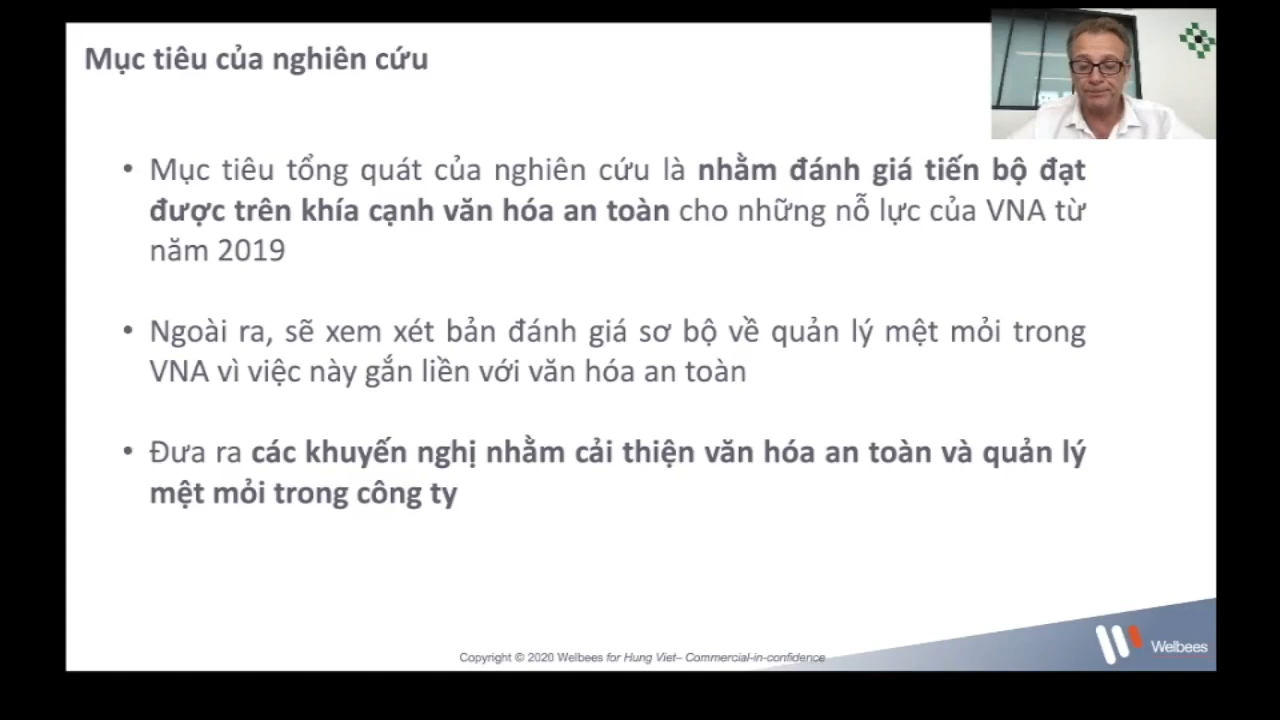 Mục tiêu của nghiên cứu
• Mục tiêu tổng quát của nghiên cứu là nhằm đánh giá tiến bộ đạt
được trên khía cạnh văn hóa an toàn cho những nỗ lực của VNA từ
năm 2019
• Ngoài ra, sẽ xem xét bản đánh giá sơ bộ về quản lý mệt mỏi trong
VNA vì việc này gắn liền với văn hóa an toàn
• Đưa ra các khuyến nghị nhằm cải thiện văn hóa an toàn và quản lý
mệt mỏi trong công ty
Copyright © 2020 Welbees for Hung Viet– Commercial-in-confidence
Welbees